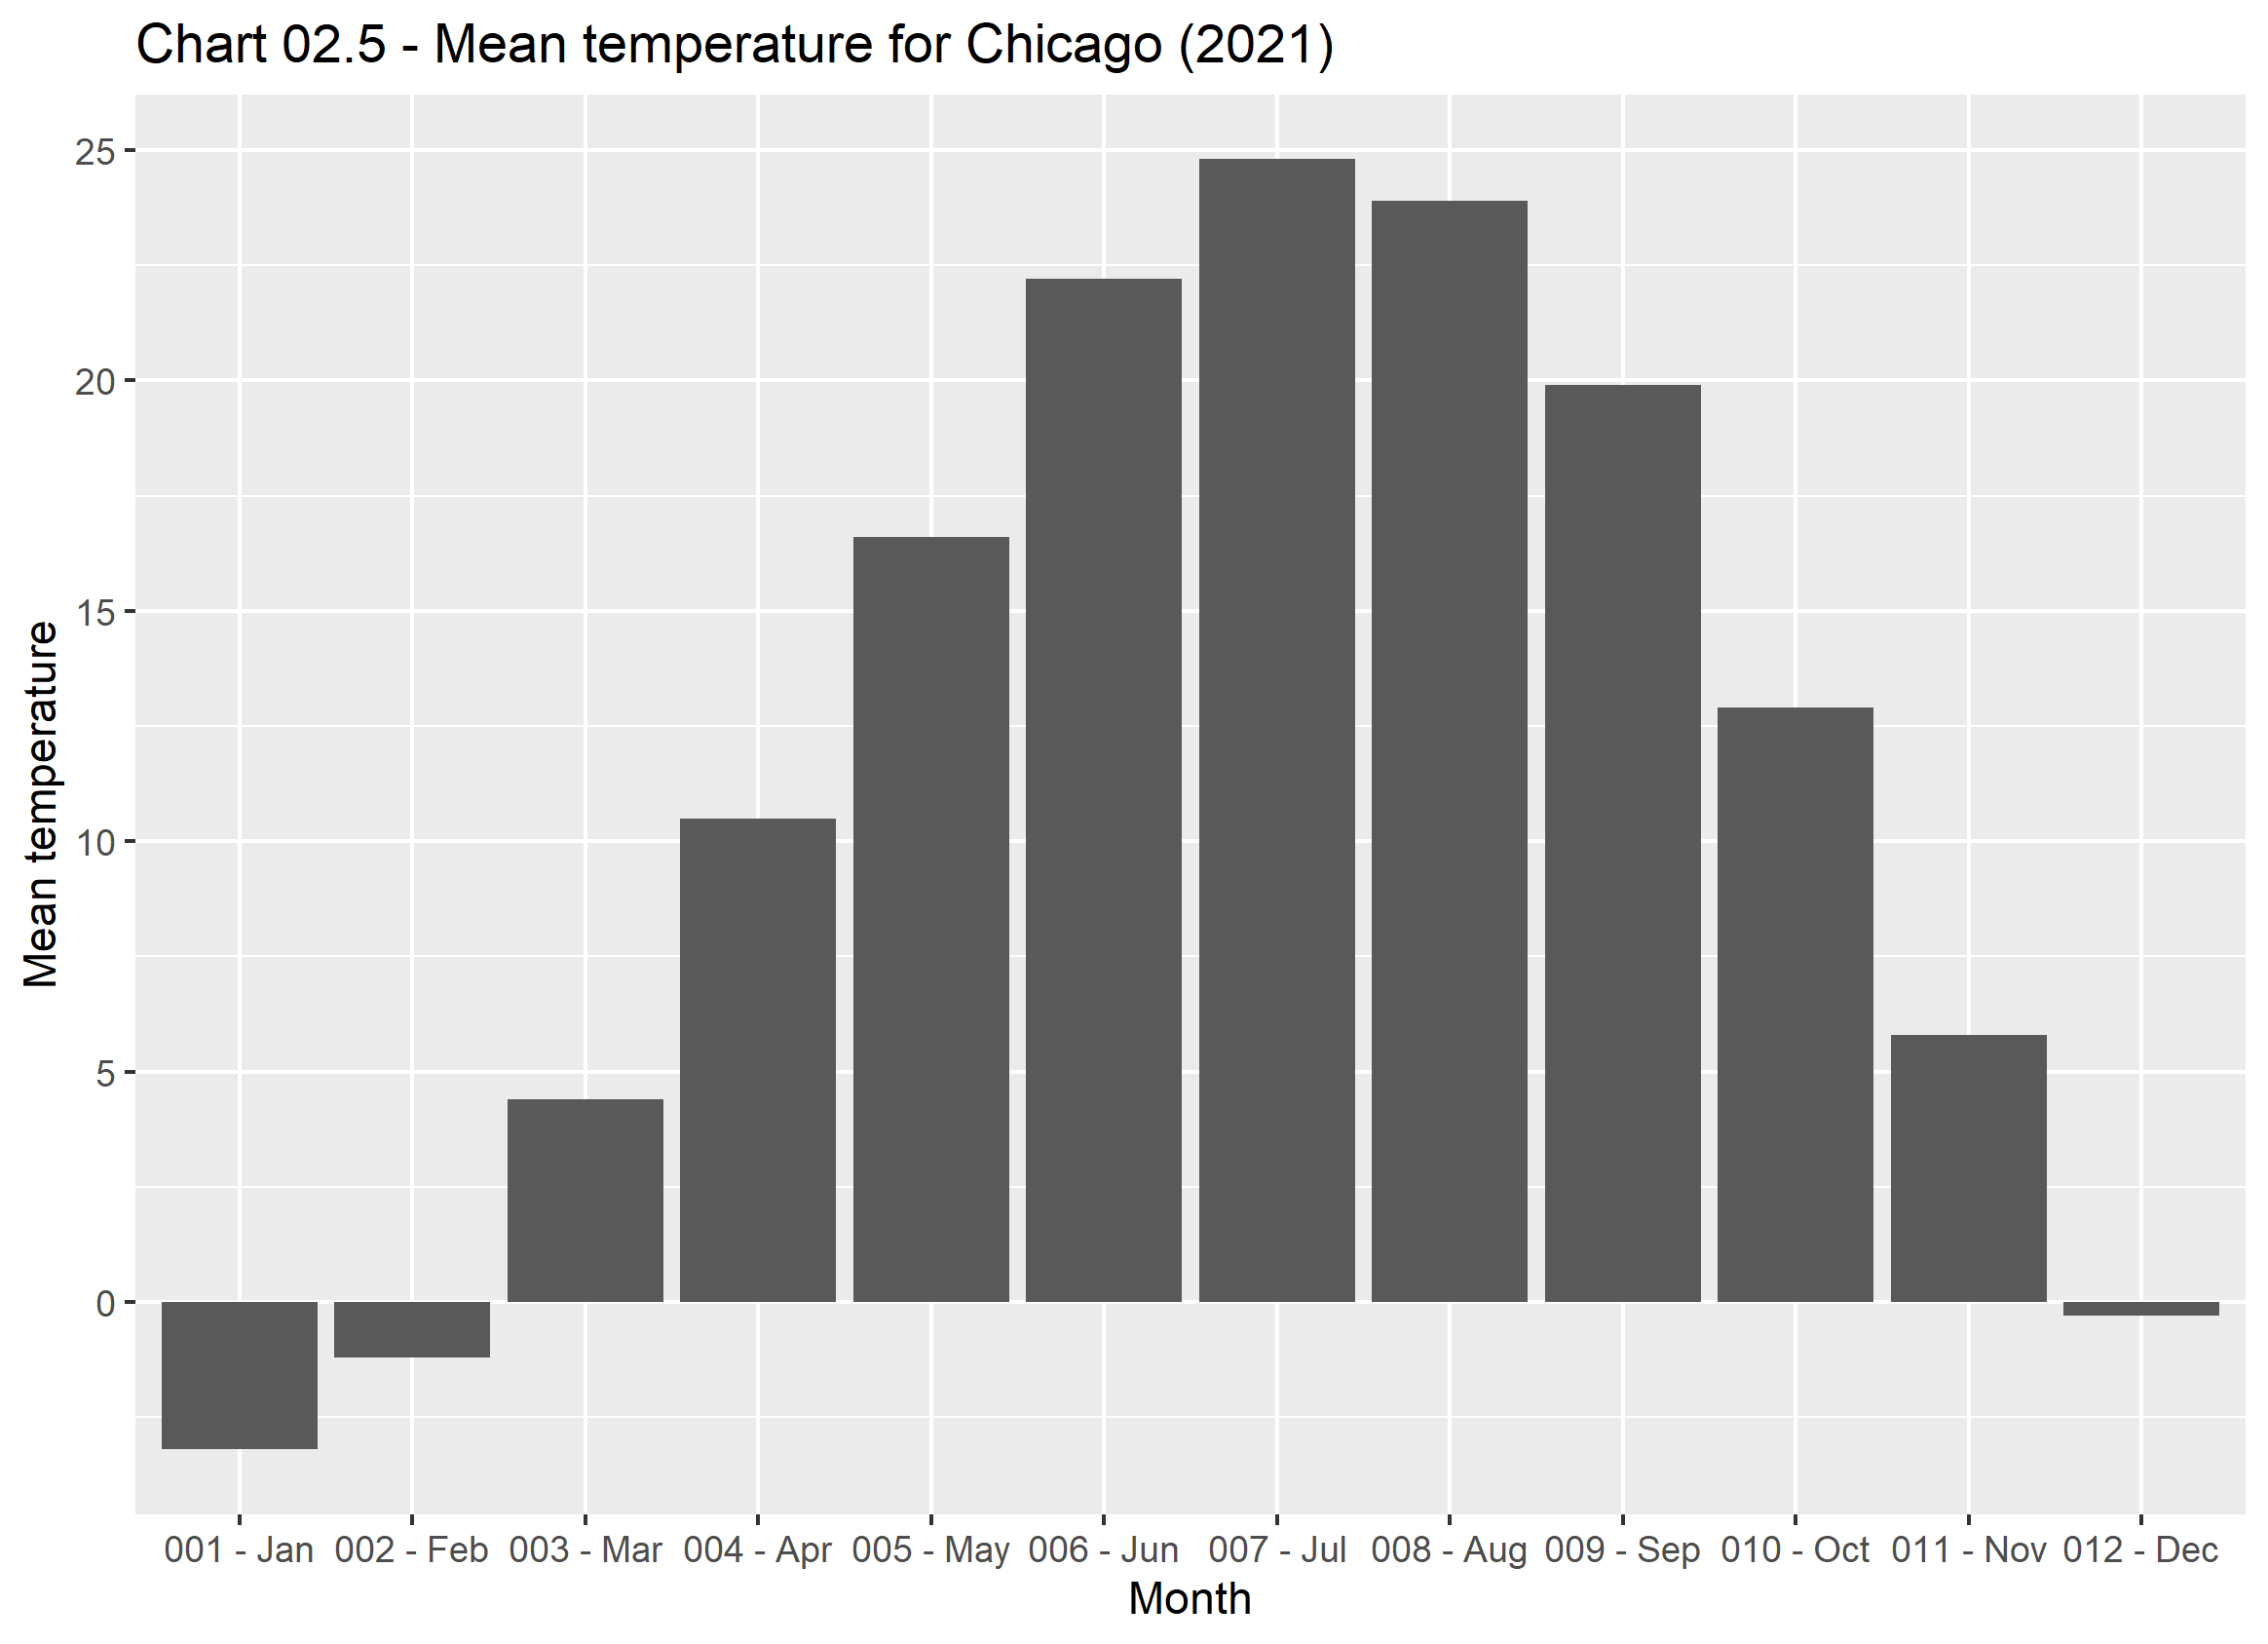 Chart 02.5 - Mean temperature for Chicago (2021)
Mean temperature
25
20
15
10
5
0
001 - Jan 002 - Feb 003 - Mar 004 - Apr 005 - May 006 - Jun 007 - Jul 008 - Aug 009 - Sep 010 - Oct 011 - Nov 012 - Dec
Month